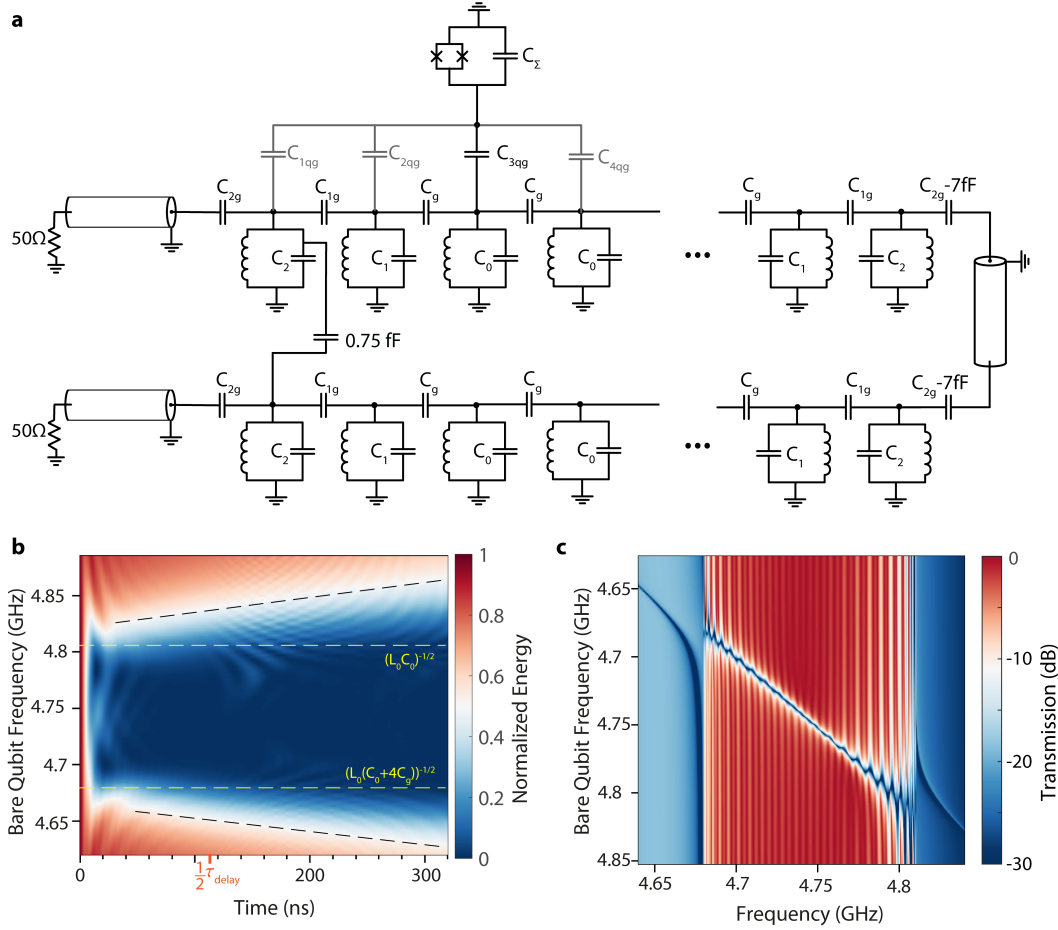 a
C_Σ
C_1qg
C_2qg
C_3qg
C_4qg
C_2g
C_1g
C_g
C_g
C_g
C_1g
C_2g-7fF
50Ω
C_2
C_1
C_0
C_0
•••
C_1
C_2
0.75 fF
C_2g
C_1g
C_g
C_g
C_g
C_1g
C_2g-7fF
50Ω
C_2
C_1
C_0
C_0
•••
C_1
C_2
b
Bare Qubit Frequency (GHz)
4.85
4.8
4.75
4.7
4.65
(L_0C_0)^-1/2
(L_0(C_0+4C_g))^-1/2
0
1/2 τ_delay
200
300
Time (ns)
1
0.8
0.6
0.4
0.2
0
Normalized Energy
c
Bare Qubit Frequency (GHz)
4.65
4.7
4.75
4.8
4.85
4.65
4.7
4.75
4.8
Frequency (GHz)
0
-10
-20
-30
Transmission (dB)